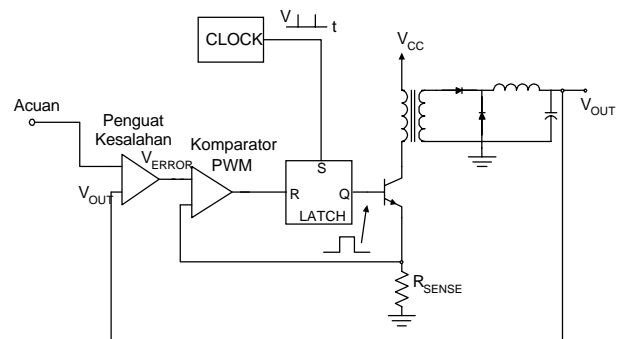 V
t
CLOCK
V_CC
Acuan
Penguat
Kesalahan
V_ERROR
Komparator
PWM
V_OUT
V_OUT
S
R
Q
LATCH
R_SENSE